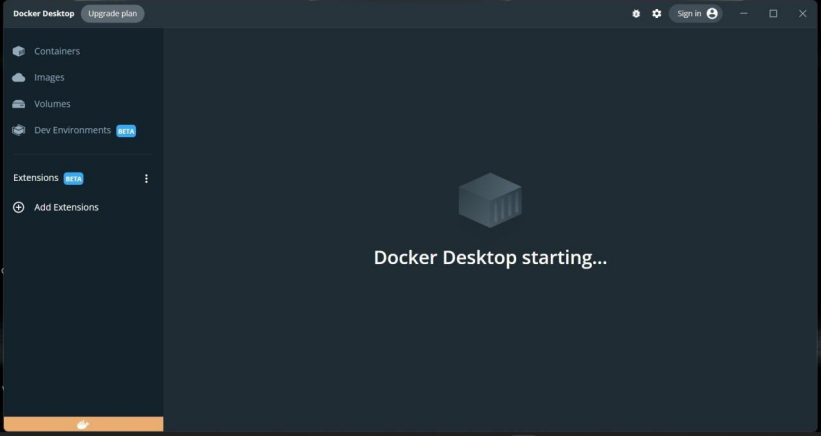 Docker Desktop Upgrade plan Sign in
Containers
Images
Volumes
Dev Environments BETA
Extensions BETA
Add Extensions
Docker Desktop starting...